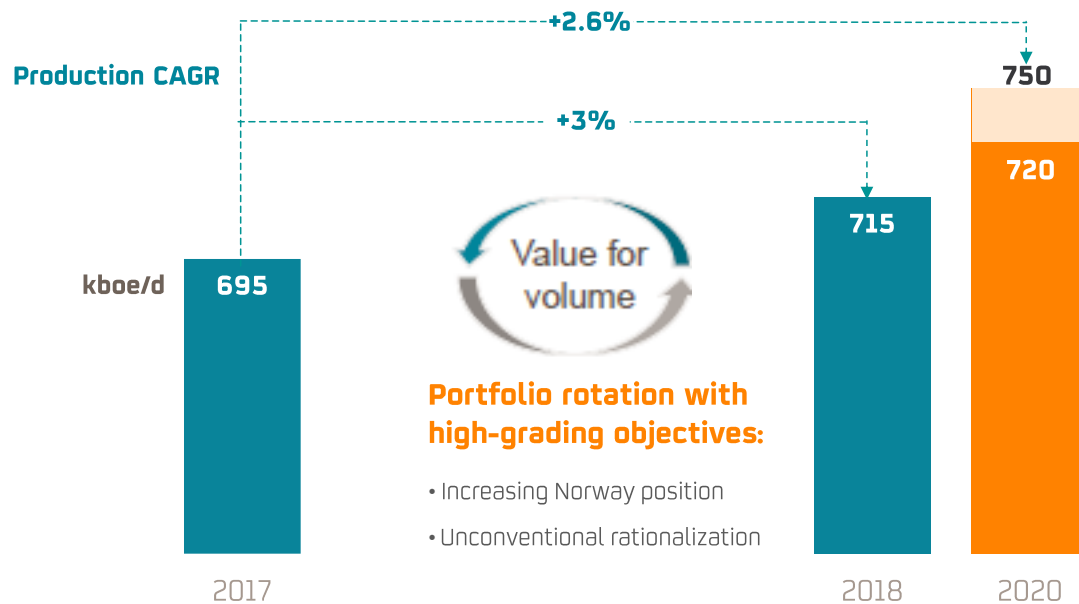 +2.6%
Production CAGR
750
+3%
720
715
Value for
volume
kboe/d
695
Portfolio rotation with
high-grading objectives:
• Increasing Norway position
• Unconventional rationalization
2017
2018
2020